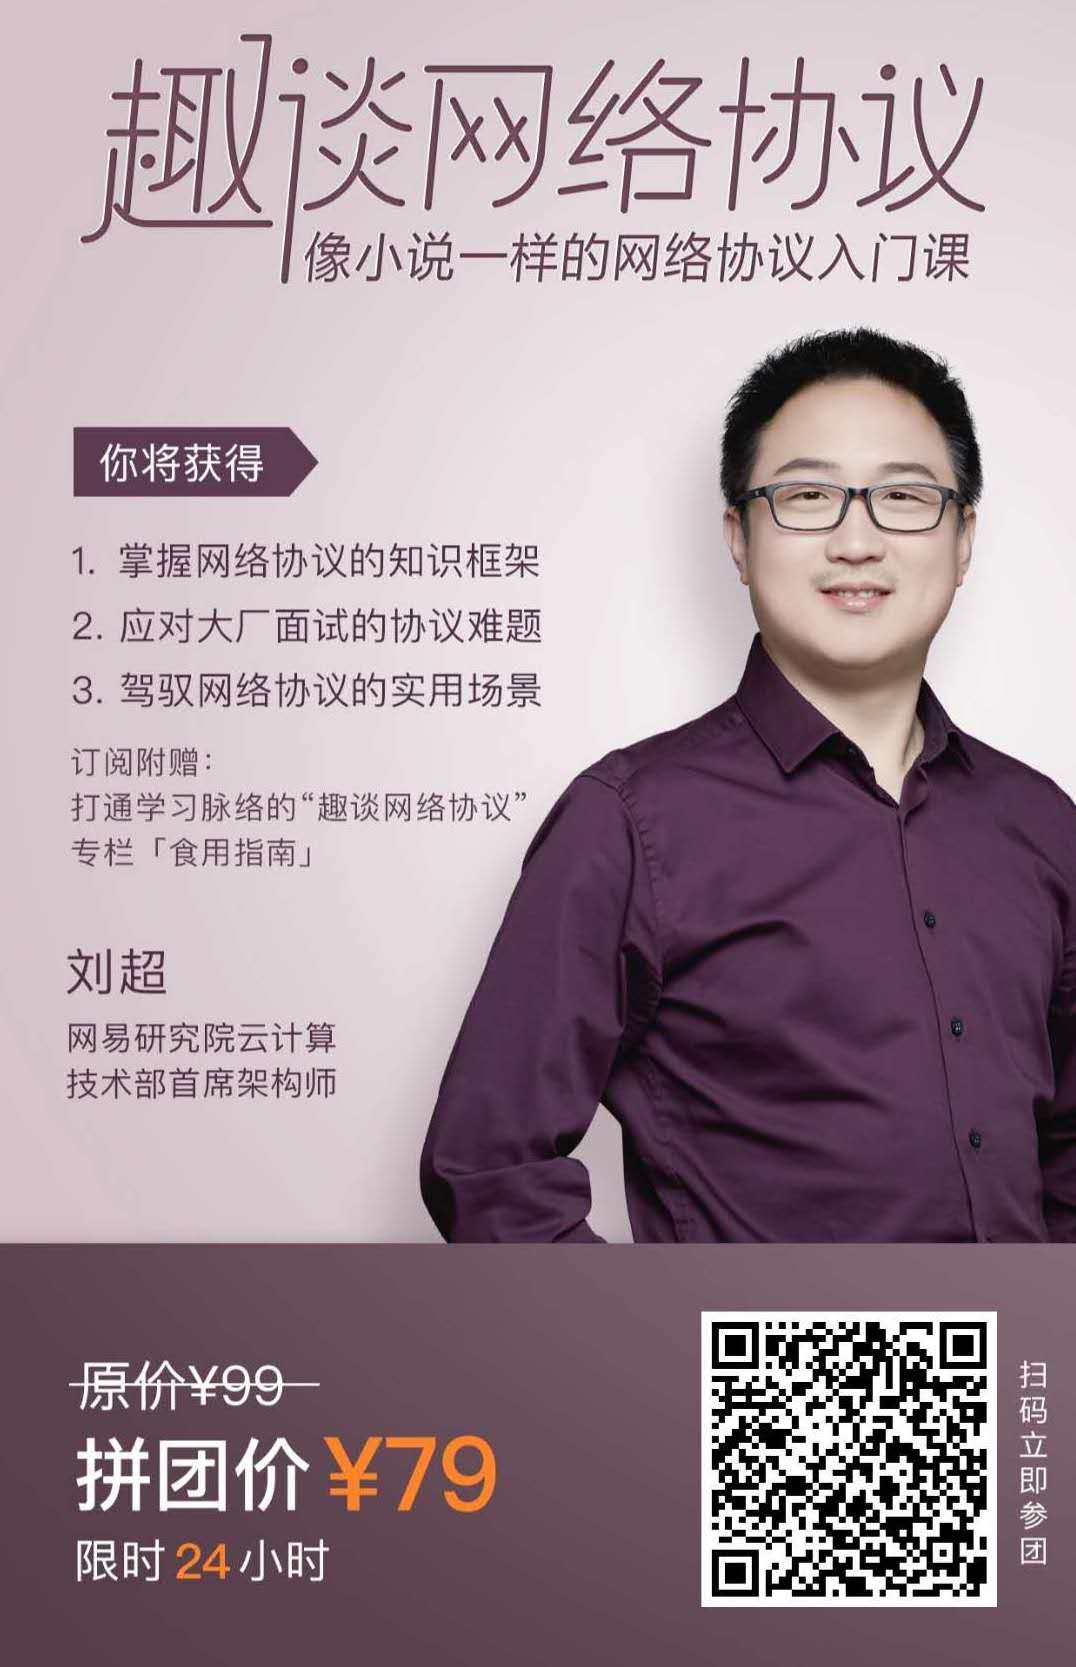 趣谈网络协议
像小说一样的网络协议入门课
你将获得
1. 掌握网络协议的知识框架
2. 应对大厂面试的协议难题
3. 驾驭网络协议的实用场景
订阅附赠：
打通学习脉络的“趣谈网络协议”
专栏「食用指南」
刘超
网易研究院云计算
技术部首席架构师
原价¥99
拼团价¥79
限时24小时
扫码立即参团